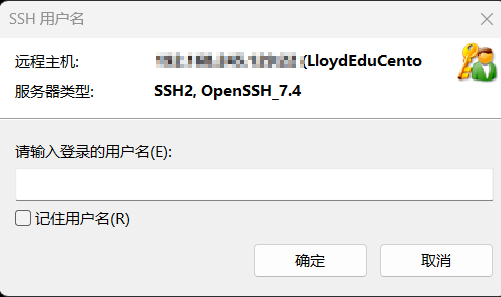 SSH 用户名
远程主机: (LloydEduCento
服务器类型: SSH2, OpenSSH_7.4
请输入登录的用户名(E):
记住用户名(R)
确定 取消